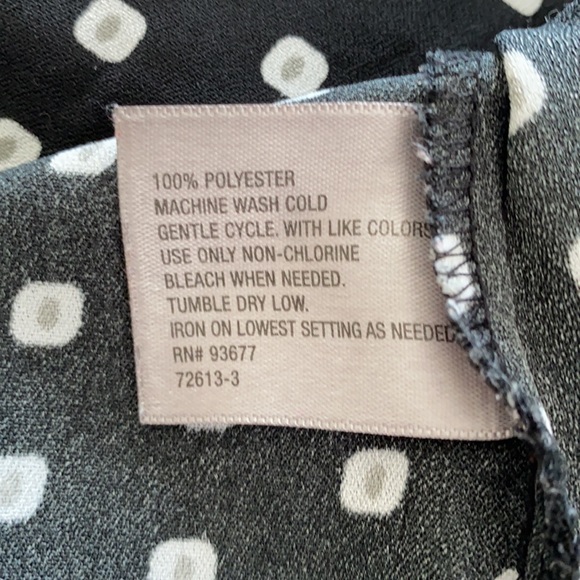 100% POLYESTER
MACHINE WASH COLD
GENTLE CYCLE. WITH LIKE COLORS
USE ONLY NON-CHLORINE
BLEACH WHEN NEEDED.
TUMBLE DRY LOW.
IRON ON LOWEST SETTING AS NEEDED
RN# 93677
72613-3